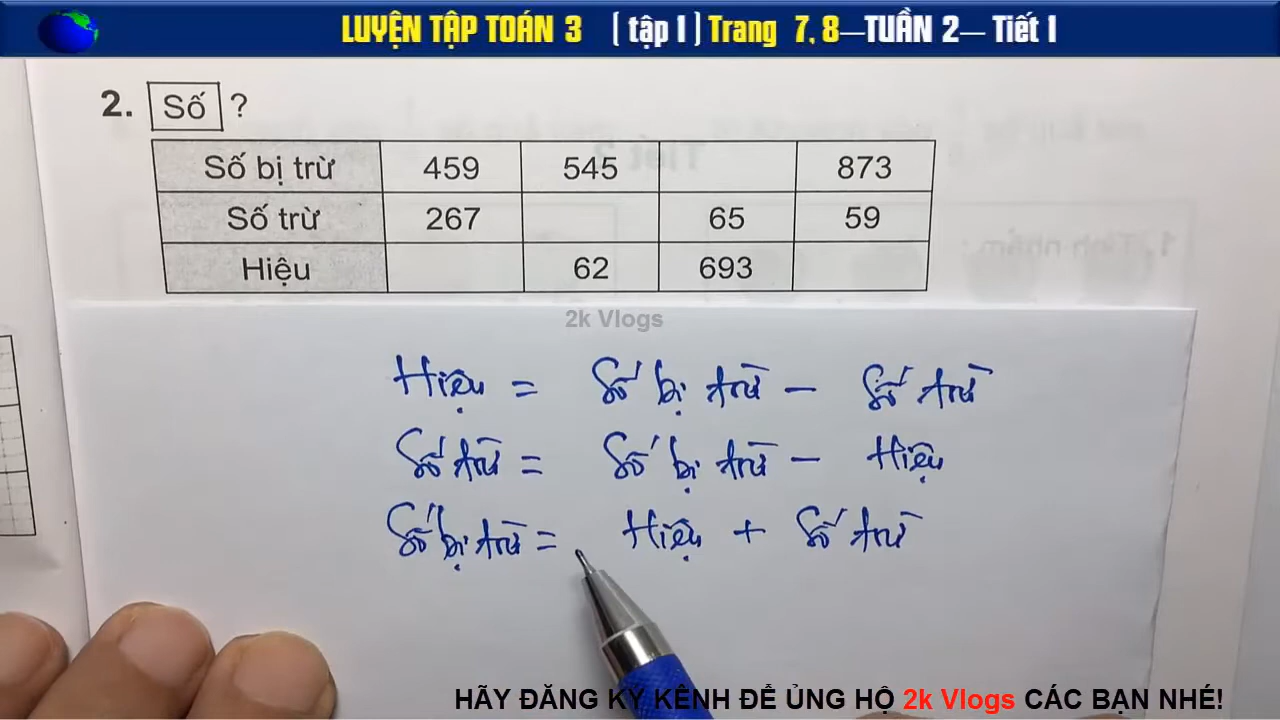 LUYỆN TẬP TOÁN 3 ( tập 1 ) Trang 7, 8–TUẦN 2– Tiết 1
2. Số ?
Số bị trừ 459 545 873
Số trừ 267 65 59
Hiệu 62 693
2k Vlogs
Hiệu = Số bị trừ - Số trừ
Số trừ = Số bị trừ - Hiệu
Số bị trừ = Hiệu + Số trừ
HÃY ĐĂNG KÝ KÊNH ĐỂ ỦNG HỘ 2k Vlogs CÁC BẠN NHÉ!